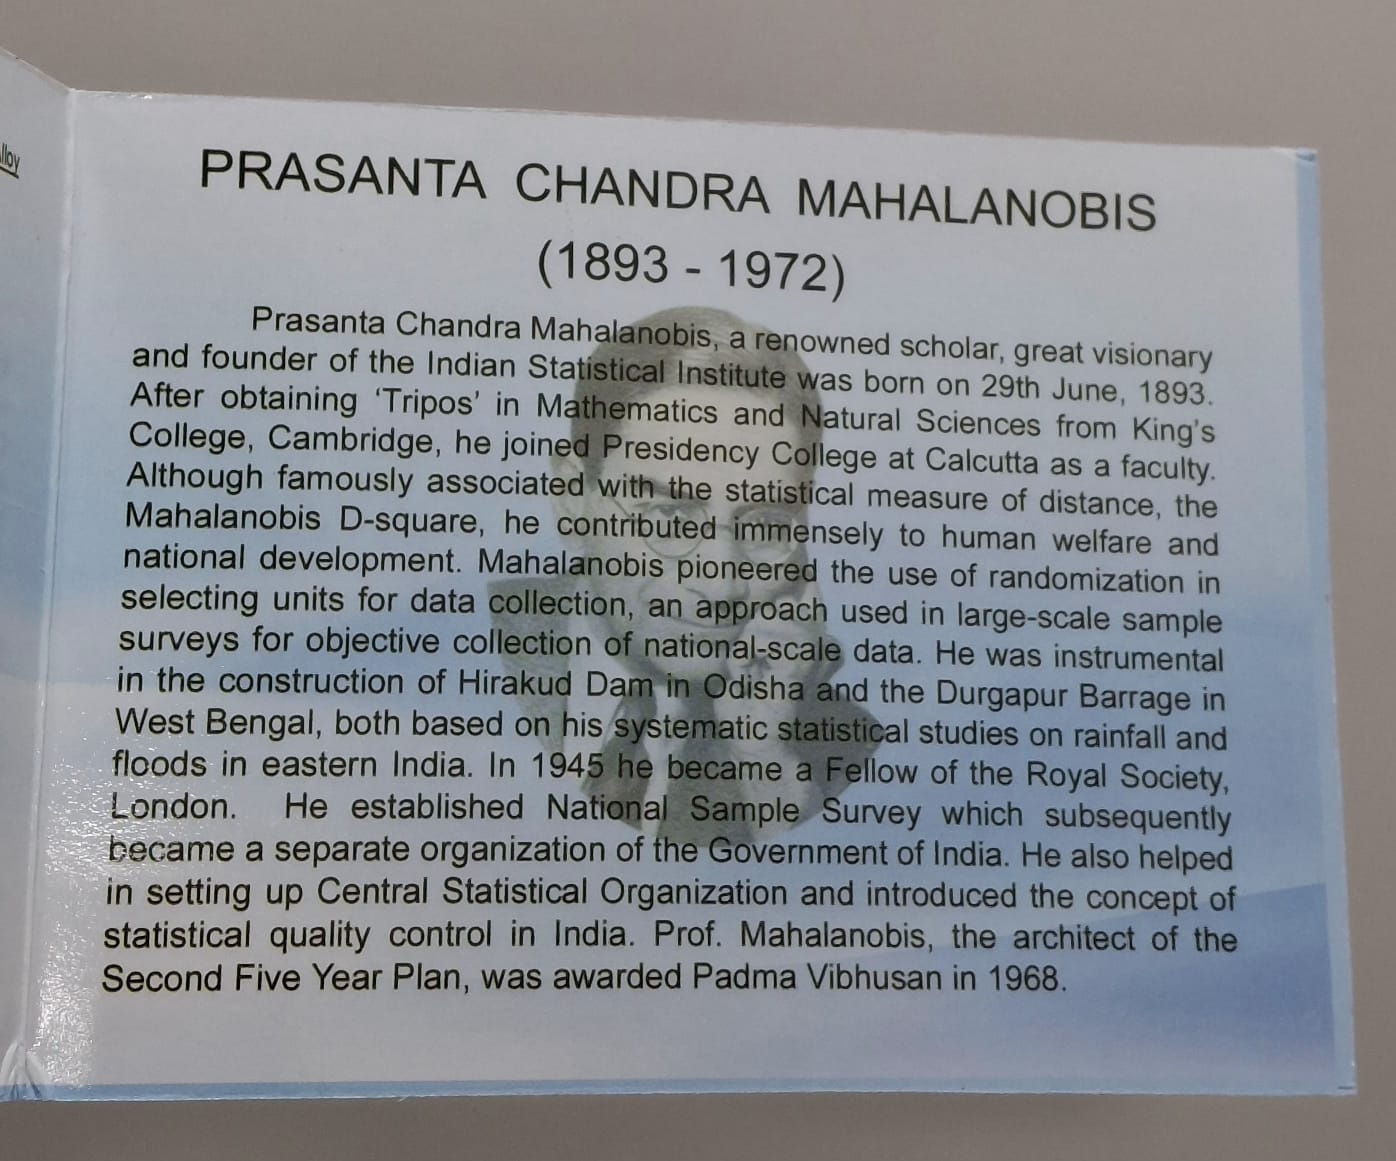 lloy
PRASANTA CHANDRA MAHALANOBIS
(1893 - 1972)
Prasanta Chandra Mahalanobis, a renowned scholar, great visionary
and founder of the Indian Statistical Institute was born on 29th June, 1893.
After obtaining ‘Tripos’ in Mathematics and Natural Sciences from King's
College, Cambridge, he joined Presidency College at Calcutta as a faculty.
Although famously associated with the statistical measure of distance, the
Mahalanobis D-square, he contributed immensely to human welfare and
national development. Mahalanobis pioneered the use of randomization in
selecting units for data collection, an approach used in large-scale sample
surveys for objective collection of national-scale data. He was instrumental
in the construction of Hirakud Dam in Odisha and the Durgapur Barrage in
West Bengal, both based on his systematic statistical studies on rainfall and
floods in eastern India. In 1945 he became a Fellow of the Royal Society,
London. He established National Sample Survey which subsequently
became a separate organization of the Government of India. He also helped
in setting up Central Statistical Organization and introduced the concept of
statistical quality control in India. Prof. Mahalanobis, the architect of the
Second Five Year Plan, was awarded Padma Vibhusan in 1968.